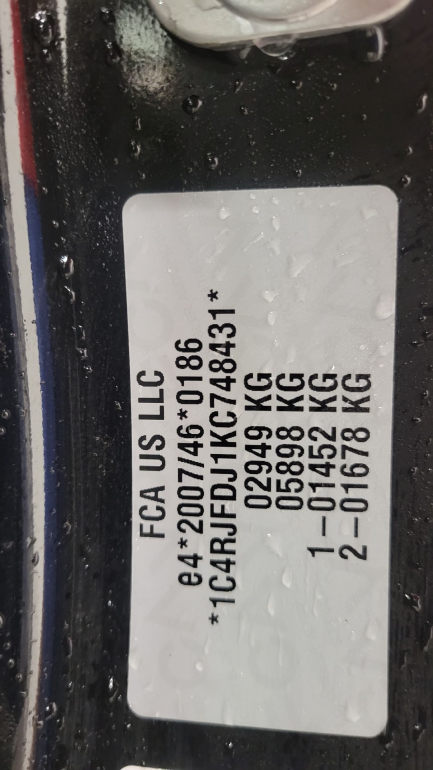 FCA US LLC
e4*2007/46*0186
*1C4RJFDJ1KC748431*
02949 KG
05898 KG
1-01452 KG
2-01678 KG